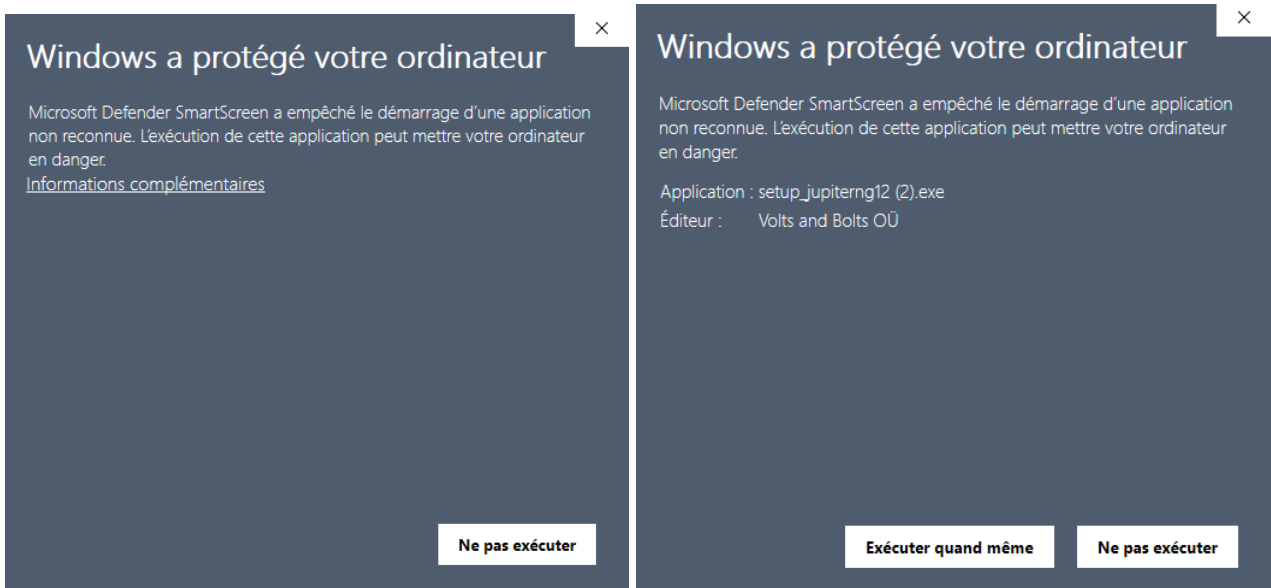 Windows a protégé votre ordinateur
Microsoft Defender SmartScreen a empêché le démarrage d'une application
non reconnue. L'exécution de cette application peut mettre votre ordinateur
en danger.
Informations complémentaires
Ne pas exécuter
Windows a protégé votre ordinateur
Microsoft Defender SmartScreen a empêché le démarrage d'une application
non reconnue. L'exécution de cette application peut mettre votre ordinateur
en danger.
Application : setup_jupiterng12 (2).exe
Éditeur : Volts and Bolts OÜ
Exécuter quand même
Ne pas exécuter